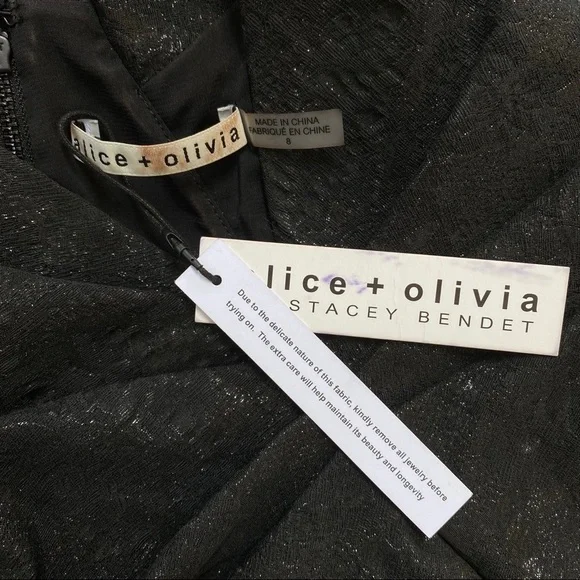 alice + olivia
MADE IN CHINA
FABRIQUÉ EN CHINE
8
lice + olivia
STACEY BENDET
Due to the delicate nature of this fabric, kindly remove all jewelry before
trying on. The extra care will help maintain its beauty and longevity